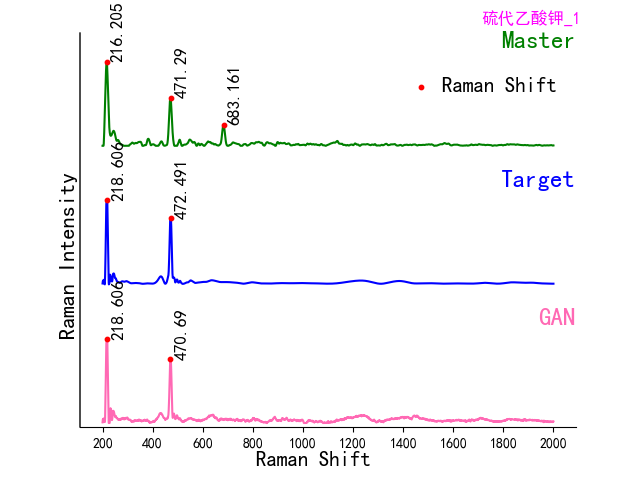 硫代乙酸钾_1
Master
Raman Shift
216.205
471.29
683.161
Target
218.606
472.491
GAN
218.606
470.69
Raman Intensity
200 400 600 800 1000 1200 1400 1600 1800 2000
Raman Shift